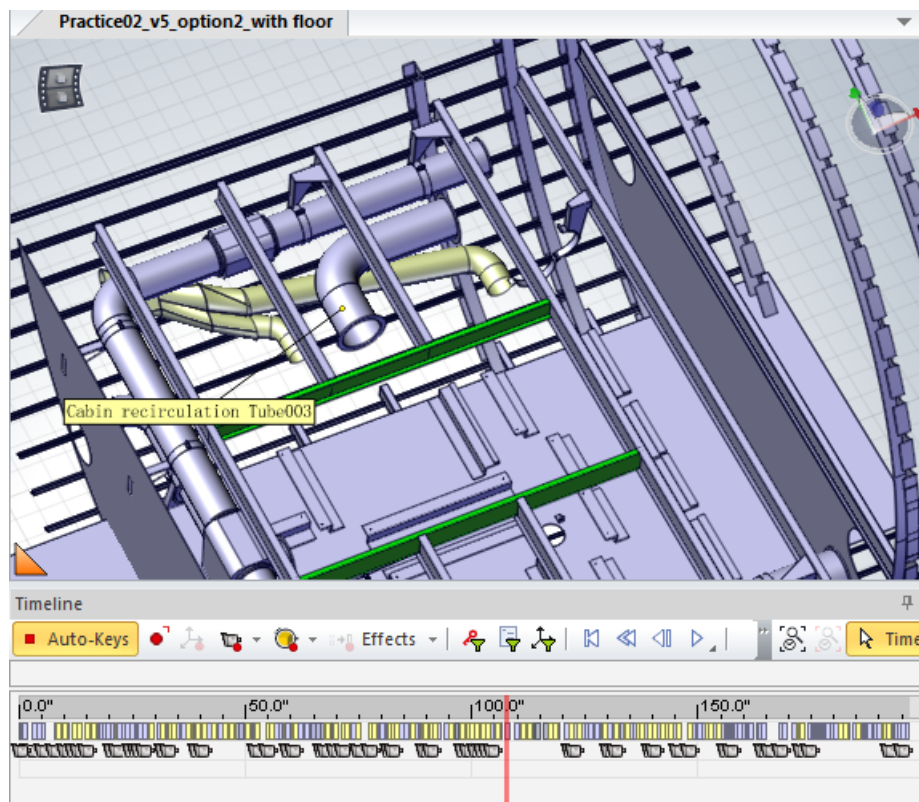 Practice02_v5_option2_with floor
Cabin recirculation Tube003
Timeline
Auto-Keys
Effects
Time
0.0" 50.0" 100.0" 150.0"